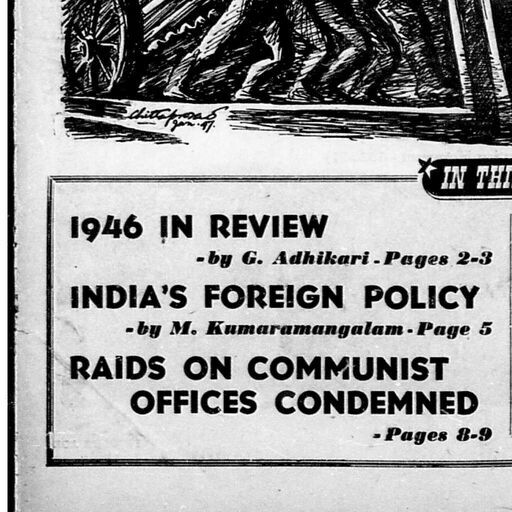 Chittaprosad
Jan. 47.
IN THI
1946 IN REVIEW
-by G. Adhikari - Pages 2-3
INDIA'S FOREIGN POLICY
-by M. Kumaramangalam - Page 5
RAIDS ON COMMUNIST
OFFICES CONDEMNED
-Pages 8-9